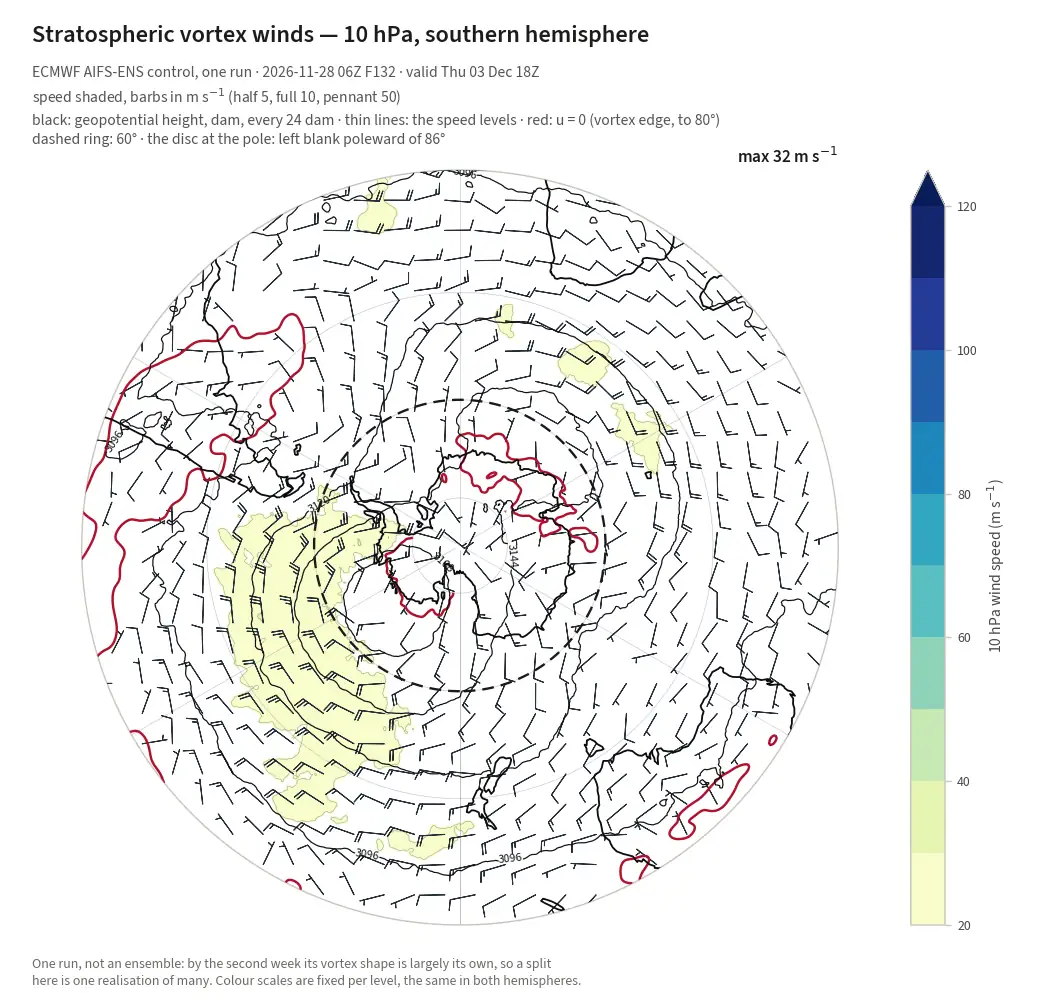 Stratospheric vortex winds — 10 hPa, southern hemisphere
ECMWF AIFS-ENS control, one run · 2026-11-28 06Z F132 · valid Thu 03 Dec 18Z
speed shaded, barbs in m s⁻¹ (half 5, full 10, pennant 50)
black: geopotential height, dam, every 24 dam · thin lines: the speed levels · red: u = 0 (vortex edge, to 80°)
dashed ring: 60° · the disc at the pole: left blank poleward of 86°
max 32 m s⁻¹
3096
120
100
3096
80
3144
10 hPa wind speed (m s⁻¹)
60
40
3096
3096
20
One run, not an ensemble: by the second week its vortex shape is largely its own, so a split
here is one realisation of many. Colour scales are fixed per level, the same in both hemispheres.